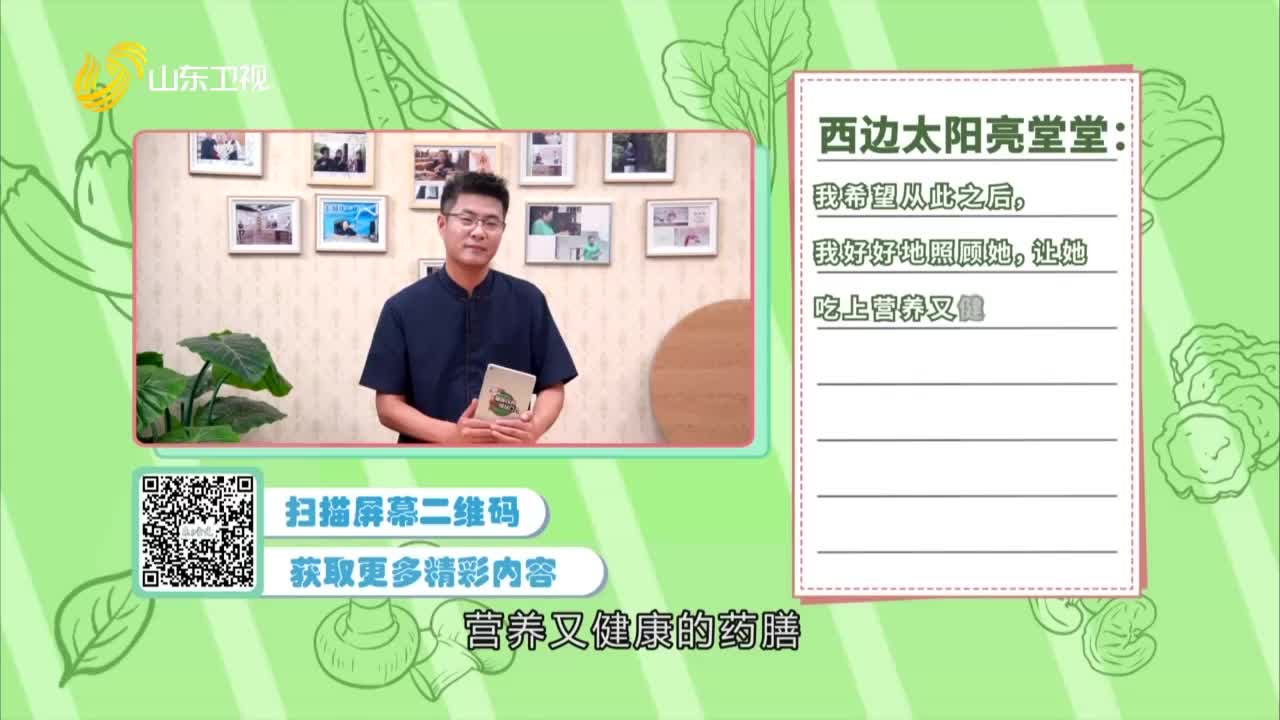 山东卫视
西边太阳亮堂堂:
我希望从此之后,
我好好地照顾她,让她
吃上营养又健
扫描屏幕二维码
获取更多精彩内容
营养又健康的药膳